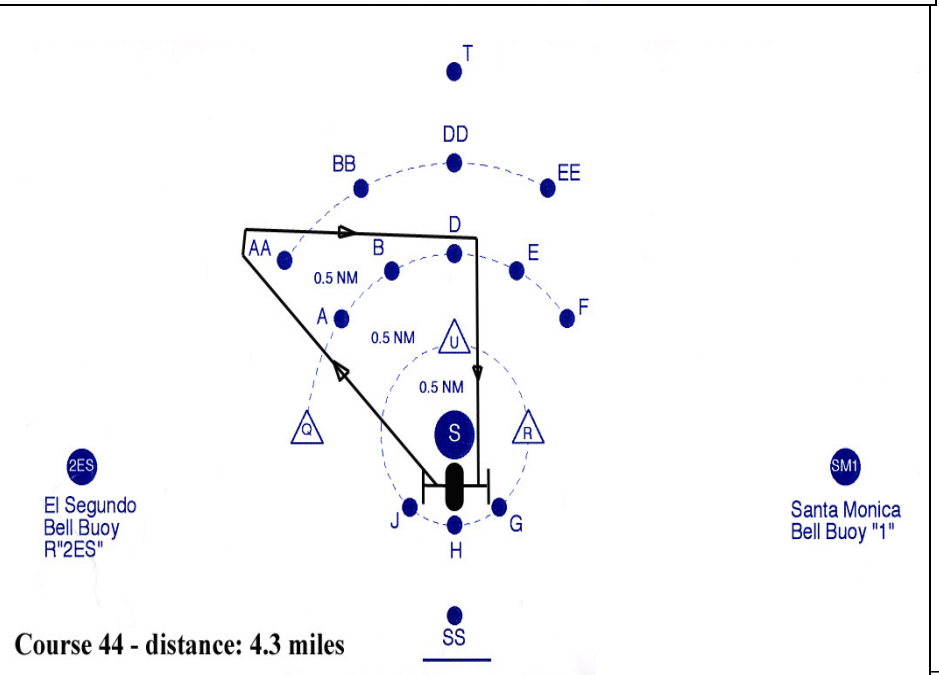 T
DD
BB
EE
D
AA
B
E
0.5 NM
A
F
0.5 NM
U
0.5 NM
Q
S
R
2ES
SM1
El Segundo
Bell Buoy
R"2ES"
Santa Monica
Bell Buoy "1"
J
G
H
SS
Course 44 - distance: 4.3 miles